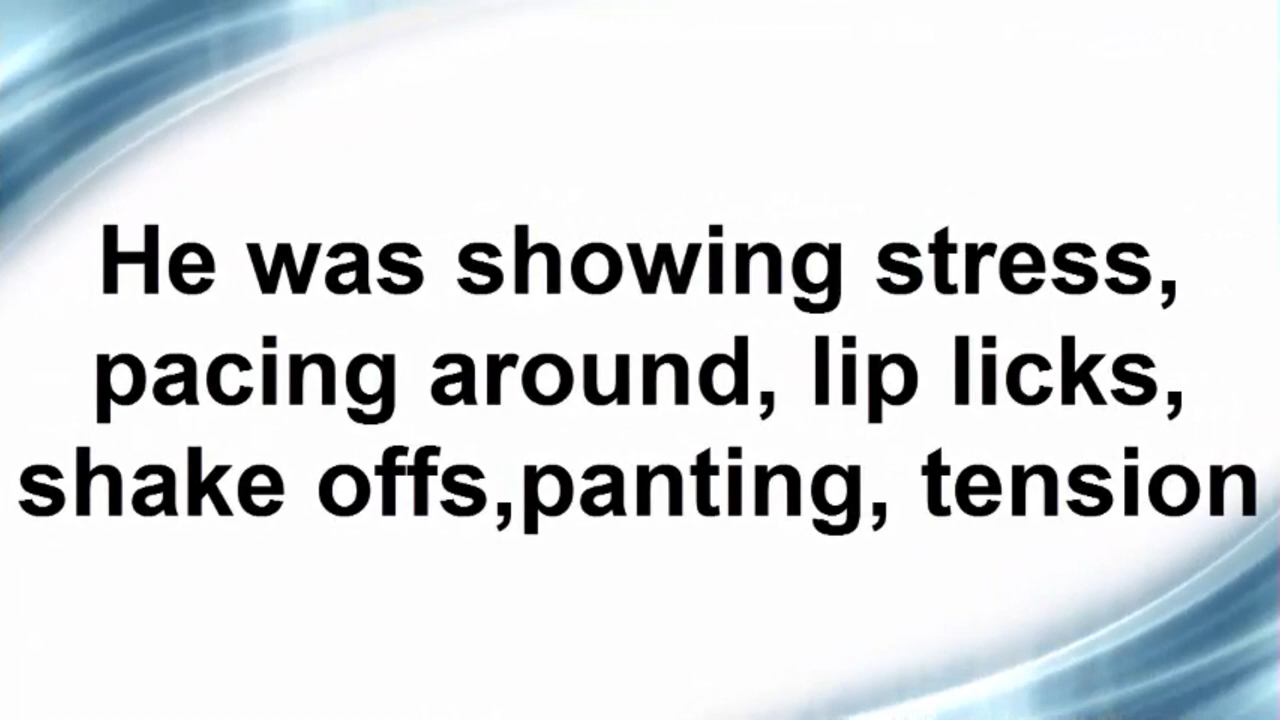 He was showing stress,
pacing around, lip licks,
shake offs,panting, tension